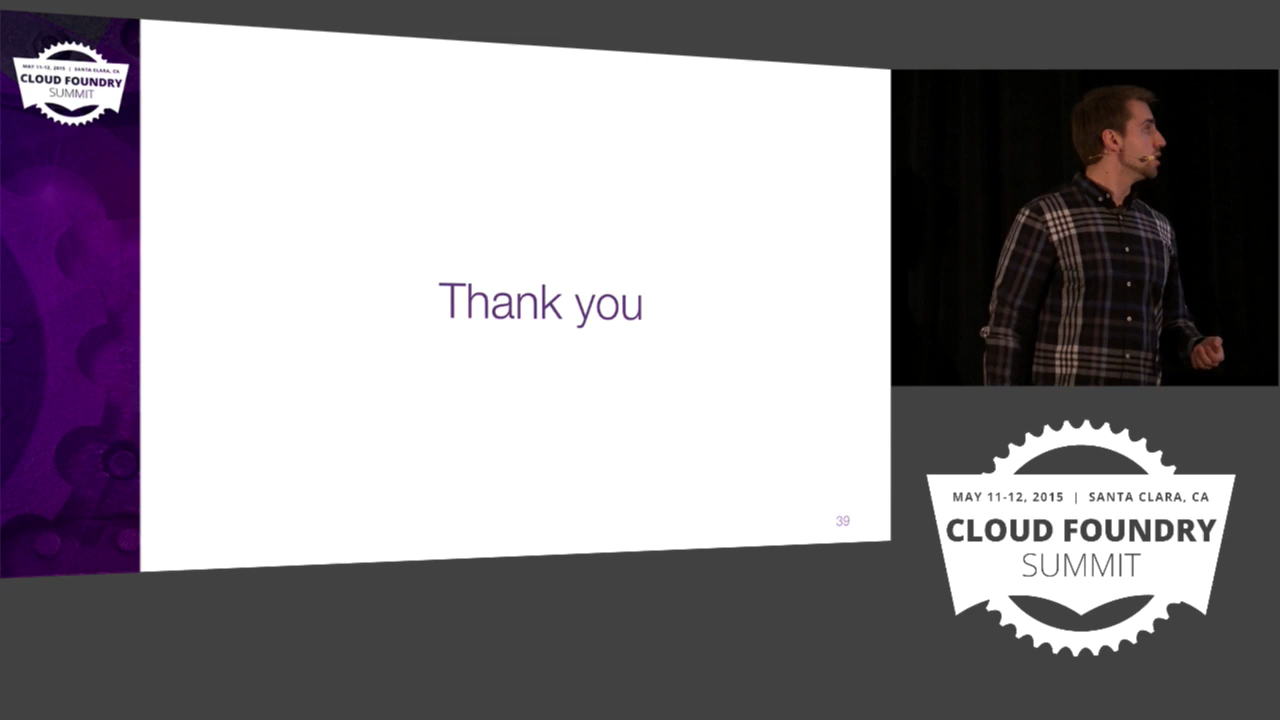 MAY 11-12, 2015 | SANTA CLARA, CA
CLOUD FOUNDRY
SUMMIT
Thank you
39
MAY 11-12, 2015 | SANTA CLARA, CA
CLOUD FOUNDRY
SUMMIT